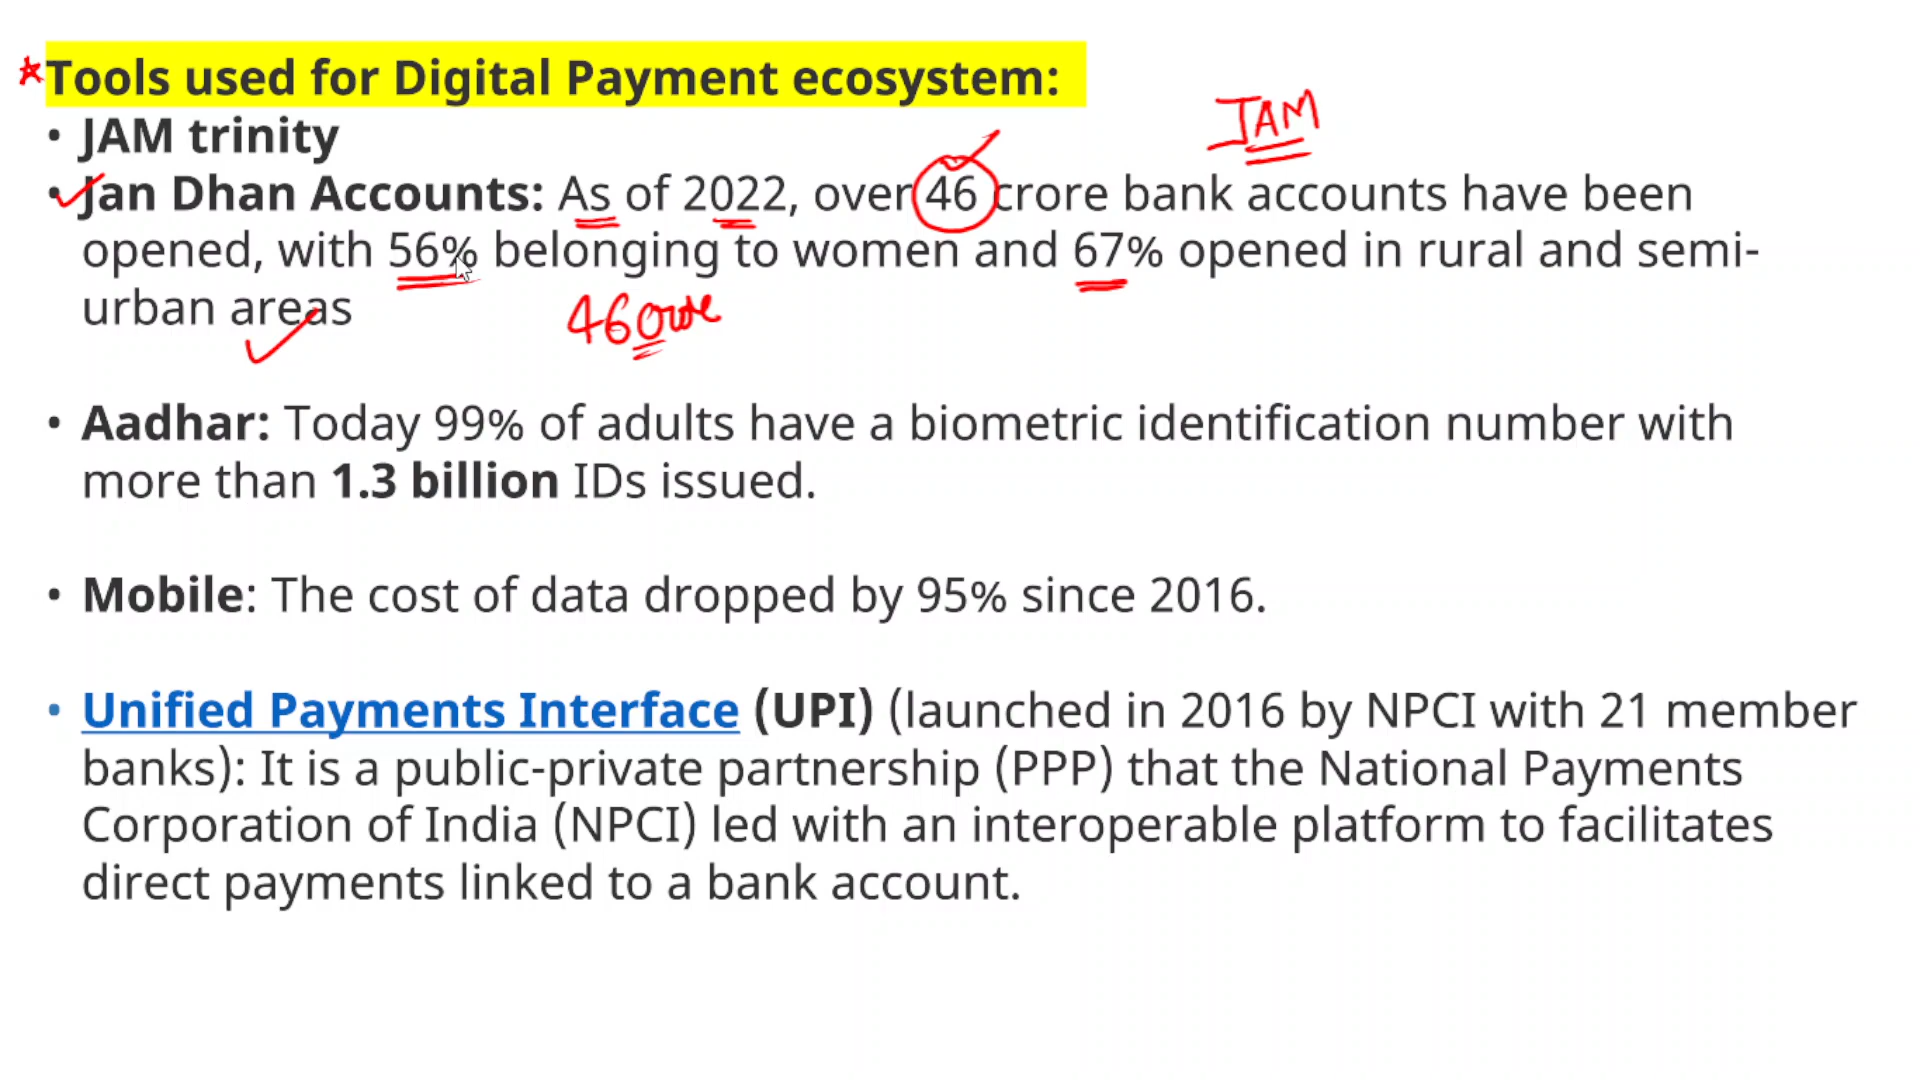 *Tools used for Digital Payment ecosystem:
• JAM trinity
JAM
• Jan Dhan Accounts: As of 2022, over 46 crore bank accounts have been
opened, with 56% belonging to women and 67% opened in rural and semi-
urban areas
46 crore
• Aadhar: Today 99% of adults have a biometric identification number with
more than 1.3 billion IDs issued.
• Mobile: The cost of data dropped by 95% since 2016.
• Unified Payments Interface (UPI) (launched in 2016 by NPCI with 21 member
banks): It is a public-private partnership (PPP) that the National Payments
Corporation of India (NPCI) led with an interoperable platform to facilitates
direct payments linked to a bank account.